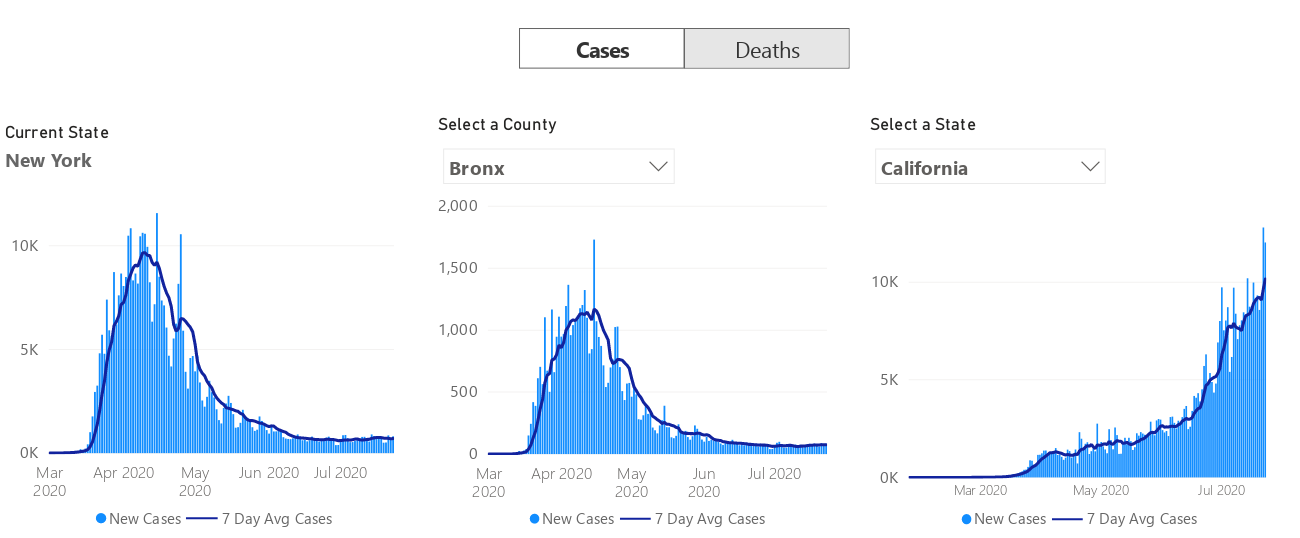 Cases Deaths
Current State
New York
Select a County
Bronx
Select a State
California
10K
5K
0K
Mar 2020
Apr 2020
May 2020
Jun 2020
Jul 2020
New Cases 7 Day Avg Cases
2,000
1,500
1,000
500
0
Mar 2020
Apr 2020
May 2020
Jun 2020
Jul 2020
New Cases 7 Day Avg Cases
10K
5K
0K
Mar 2020
May 2020
Jul 2020
New Cases 7 Day Avg Cases